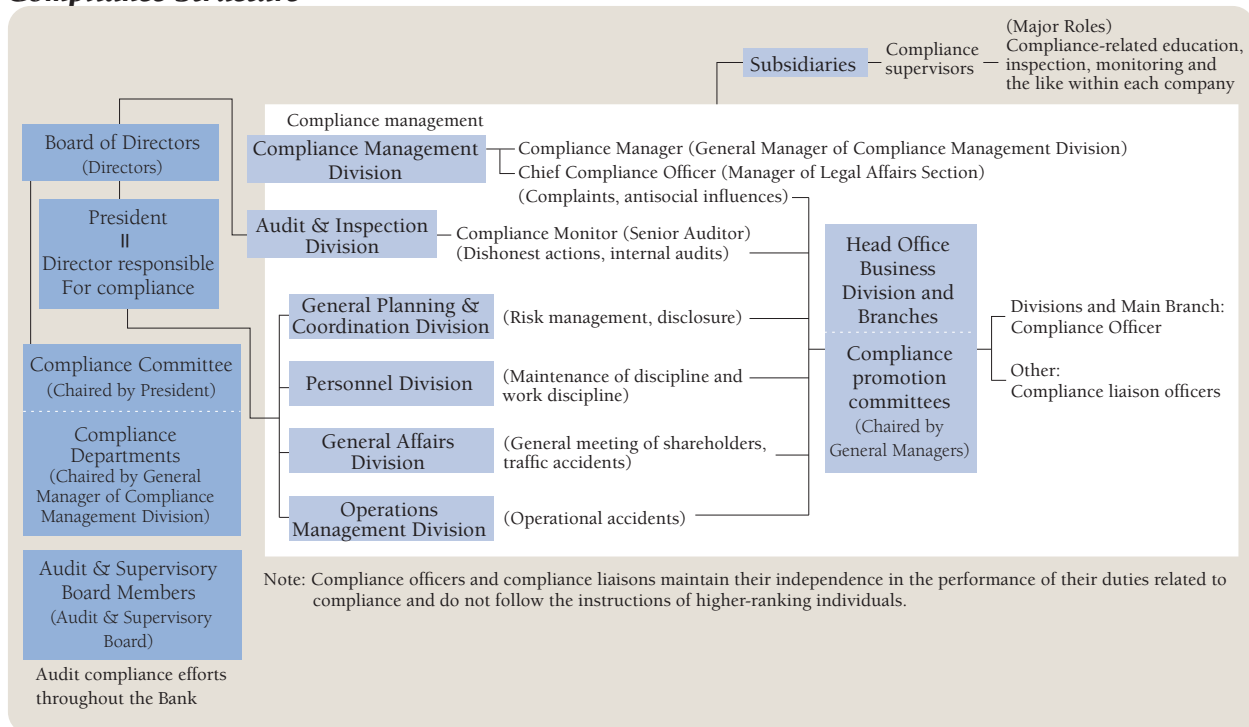 Compliance Structure
(Major Roles)
Compliance-related education,
inspection, monitoring and
the like within each company
Subsidiaries
Compliance
supervisors
Board of Directors
(Directors)
President
=
Director responsible
For compliance
Compliance Committee
(Chaired by President)
Compliance
Departments
(Chaired by General
Manager of Compliance
Management Division)
Audit & Supervisory
Board Members
(Audit & Supervisory
Board)
Audit compliance efforts
throughout the Bank
Compliance management
Compliance Management
Division
Compliance Manager (General Manager of Compliance Management Division)
Chief Compliance Officer (Manager of Legal Affairs Section)
(Complaints, antisocial influences)
Audit & Inspection
Division
Compliance Monitor (Senior Auditor)
(Dishonest actions, internal audits)
General Planning &
Coordination Division
(Risk management, disclosure)
Personnel Division
(Maintenance of discipline and
work discipline)
General Affairs
Division
(General meeting of shareholders,
traffic accidents)
Operations
Management Division
(Operational accidents)
Head Office
Business
Division and
Branches
Compliance
promotion
committees
(Chaired by
General Managers)
Divisions and Main Branch:
Compliance Officer
Other:
Compliance liaison officers
Note: Compliance officers and compliance liaisons maintain their independence in the performance of their duties related to
compliance and do not follow the instructions of higher-ranking individuals.